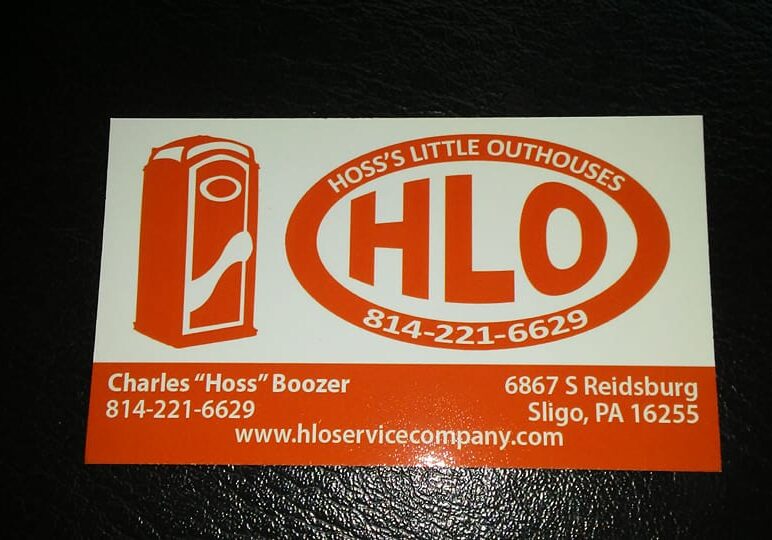 HOSS'S LITTLE OUTHOUSES
HLO
814-221-6629
Charles “Hoss” Boozer
814-221-6629
6867 S Reidsburg
Sligo, PA 16255
www.hloservicecompany.com